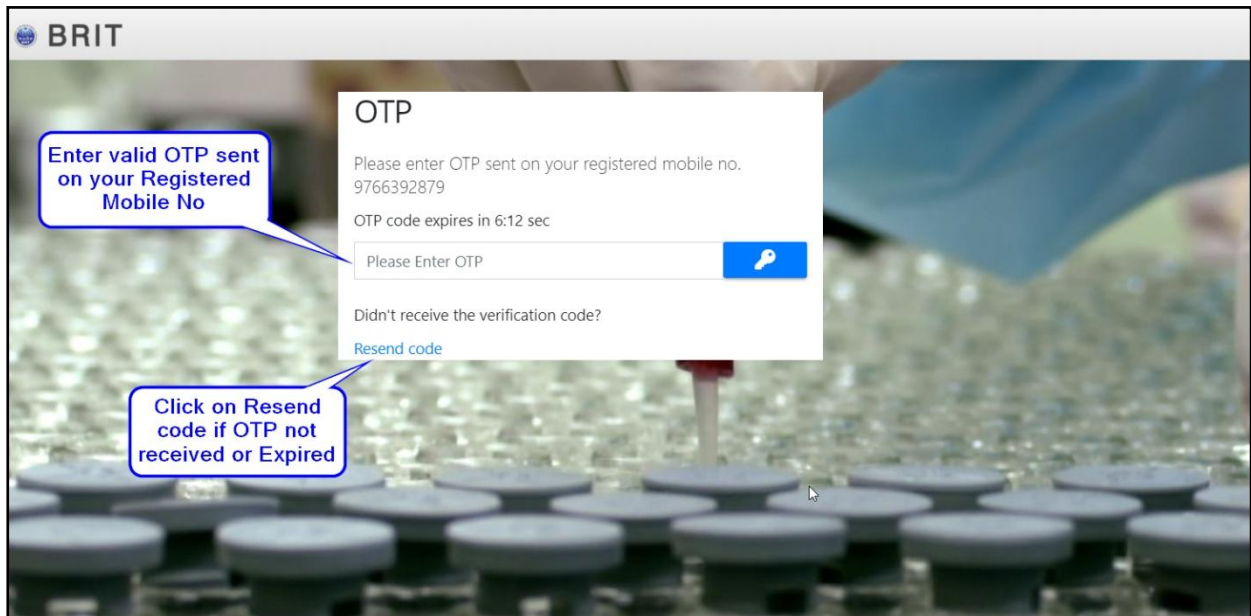 BRIT
OTP
Please enter OTP sent on your registered mobile no.
9766392879
OTP code expires in 6:12 sec
Please Enter OTP
Didn't receive the verification code?
Resend code
Enter valid OTP sent
on your Registered
Mobile No
Click on Resend
code if OTP not
received or Expired